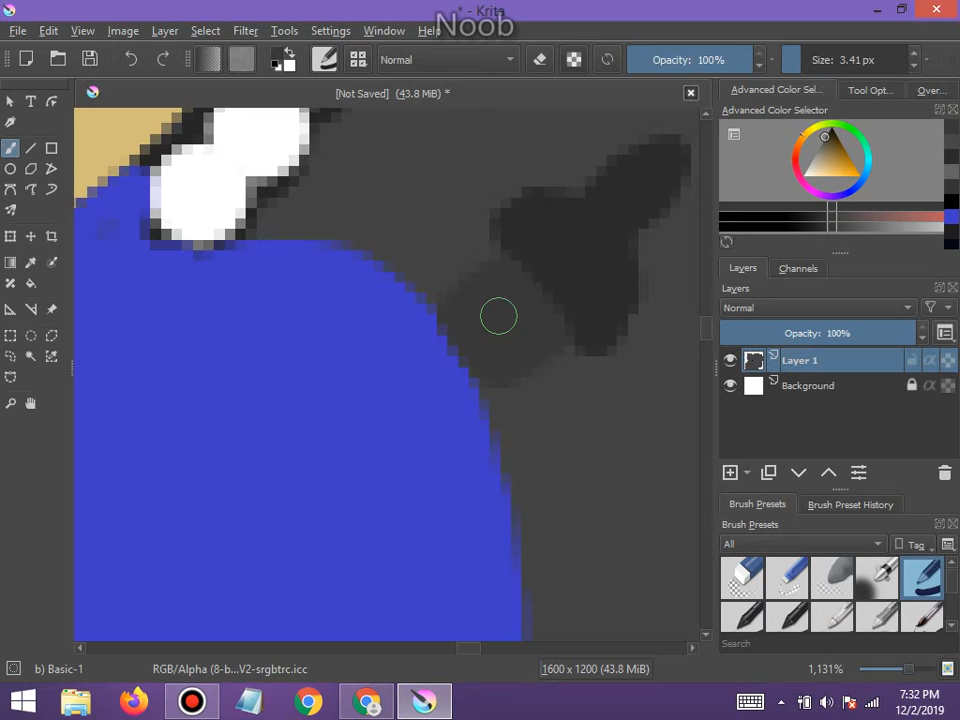 * - Krita
Noob
File Edit View Image Layer Select Filter Tools Settings Window Help
Normal Opacity: 100% Size: 3.41 px
[Not Saved] (43.8 MiB) *
Advanced Color Sel... Tool Opt... Over...
Advanced Color Selector
Layers Channels
Layers
Normal
Opacity: 100%
Layer 1
Background
Brush Presets Brush Preset History
Brush Presets
All Tag
Search
b) Basic-1 RGB/Alpha (8-b...V2-srgbtrc.icc 1600 x 1200 (43.8 MiB) 1,131%
7:32 PM
12/2/2019